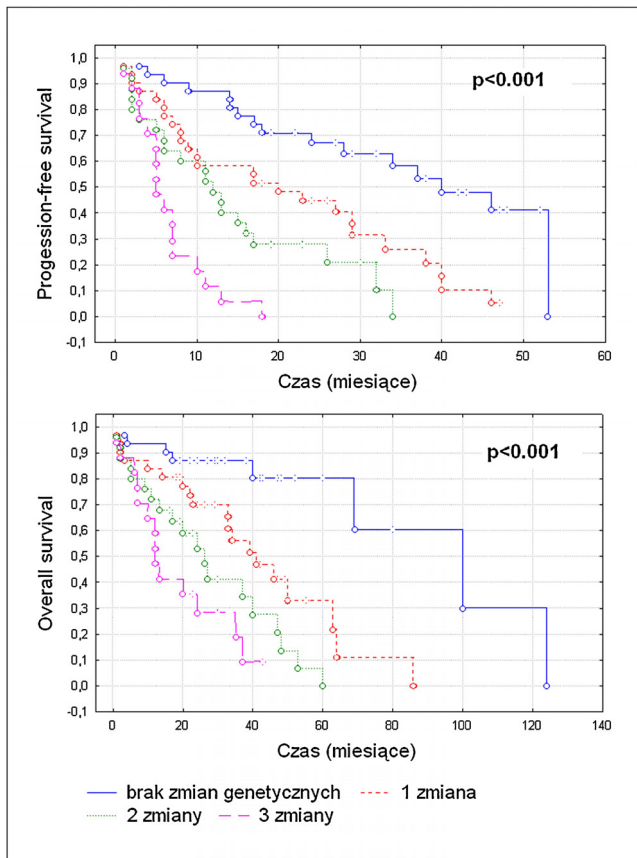 p<0.001
Progession-free survival
1,0
0,9
0,8
0,7
0,6
0,5
0,4
0,3
0,2
0,1
0,0
-0,1
0 10 20 30 40 50 60
Czas (miesiące)
p<0.001
Overall survival
1,0
0,9
0,8
0,7
0,6
0,5
0,4
0,3
0,2
0,1
0,0
-0,1
0 20 40 60 80 100 120 140
Czas (miesiące)
brak zmian genetycznych 1 zmiana
2 zmiany 3 zmiany